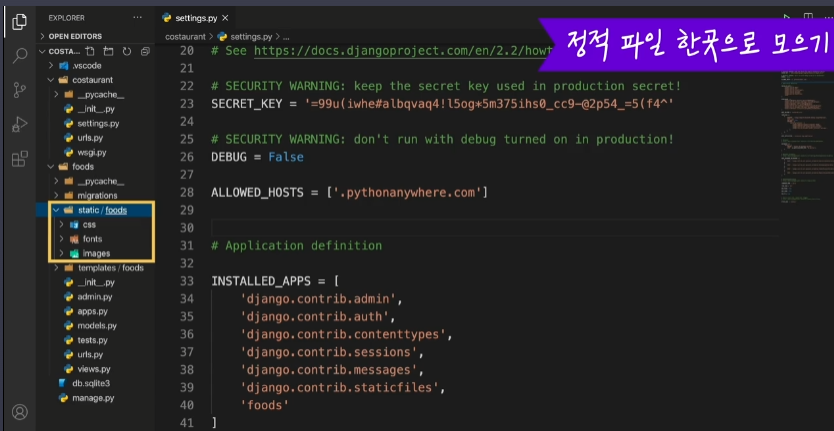 EXPLORER
settings.py
OPEN EDITORS
costaurant > settings.py > ...
정적 파일 한곳으로 모으기
COSTA...
.vscode
costaurant
__pycache__
__init__.py
settings.py
urls.py
wsgi.py
foods
__pycache__
migrations
static / foods
css
fonts
images
templates / foods
__init__.py
admin.py
apps.py
models.py
tests.py
urls.py
views.py
db.sqlite3
manage.py
20 # See https://docs.djangoproject.com/en/2.2/howt
21
22 # SECURITY WARNING: keep the secret key used in production secret!
23 SECRET_KEY = '=99u(iwhe#albqvaq4!l5og*5m375ihs0_cc9-@2p54_=5(f4^'
24
25 # SECURITY WARNING: don't run with debug turned on in production!
26 DEBUG = False
27
28 ALLOWED_HOSTS = ['.pythonanywhere.com']
29
30
31 # Application definition
32
33 INSTALLED_APPS = [
34 'django.contrib.admin',
35 'django.contrib.auth',
36 'django.contrib.contenttypes',
37 'django.contrib.sessions',
38 'django.contrib.messages',
39 'django.contrib.staticfiles',
40 'foods'
41 ]